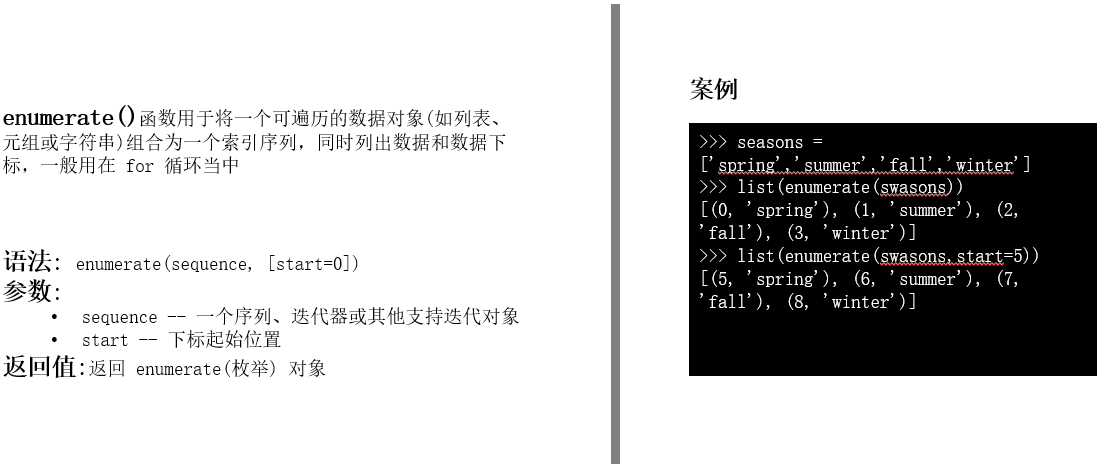 enumerate()函数用于将一个可遍历的数据对象(如列表、
元组或字符串)组合为一个索引序列，同时列出数据和数据下
标，一般用在 for 循环当中
语法: enumerate(sequence, [start=0])
参数:
• sequence -- 一个序列、迭代器或其他支持迭代对象
• start -- 下标起始位置
返回值:返回 enumerate(枚举) 对象
案例
>>> seasons =
['spring','summer','fall','winter']
>>> list(enumerate(swasons))
[(0, 'spring'), (1, 'summer'), (2,
'fall'), (3, 'winter')]
>>> list(enumerate(swasons,start=5))
[(5, 'spring'), (6, 'summer'), (7,
'fall'), (8, 'winter')]